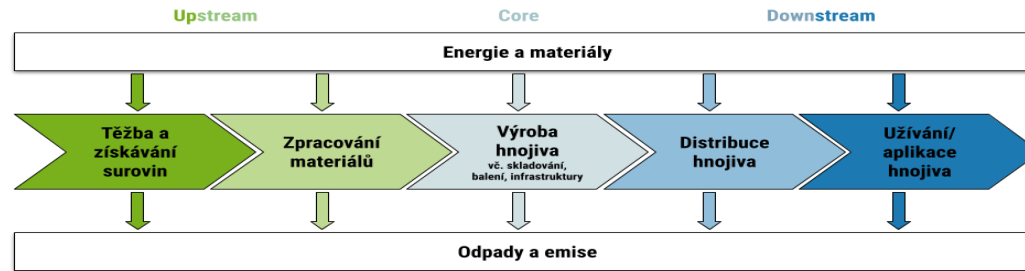 Upstream
Core
Downstream
Energie a materiály
Těžba a
získávání
surovin
Zpracování
materiálů
Výroba
hnojiva
vč. skladování,
balení, infrastruktury
Distribuce
hnojiva
Užívání/
aplikace
hnojiva
Odpady a emise